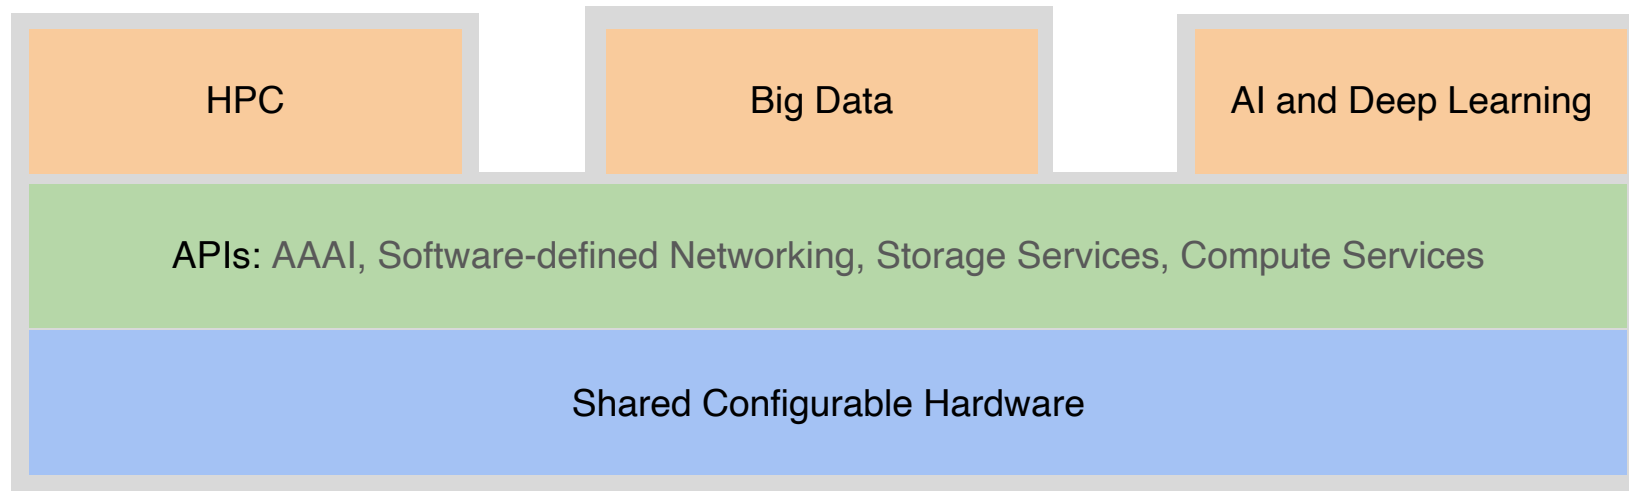 HPC
Big Data
AI and Deep Learning
APIs: AAAI, Software-defined Networking, Storage Services, Compute Services
Shared Configurable Hardware